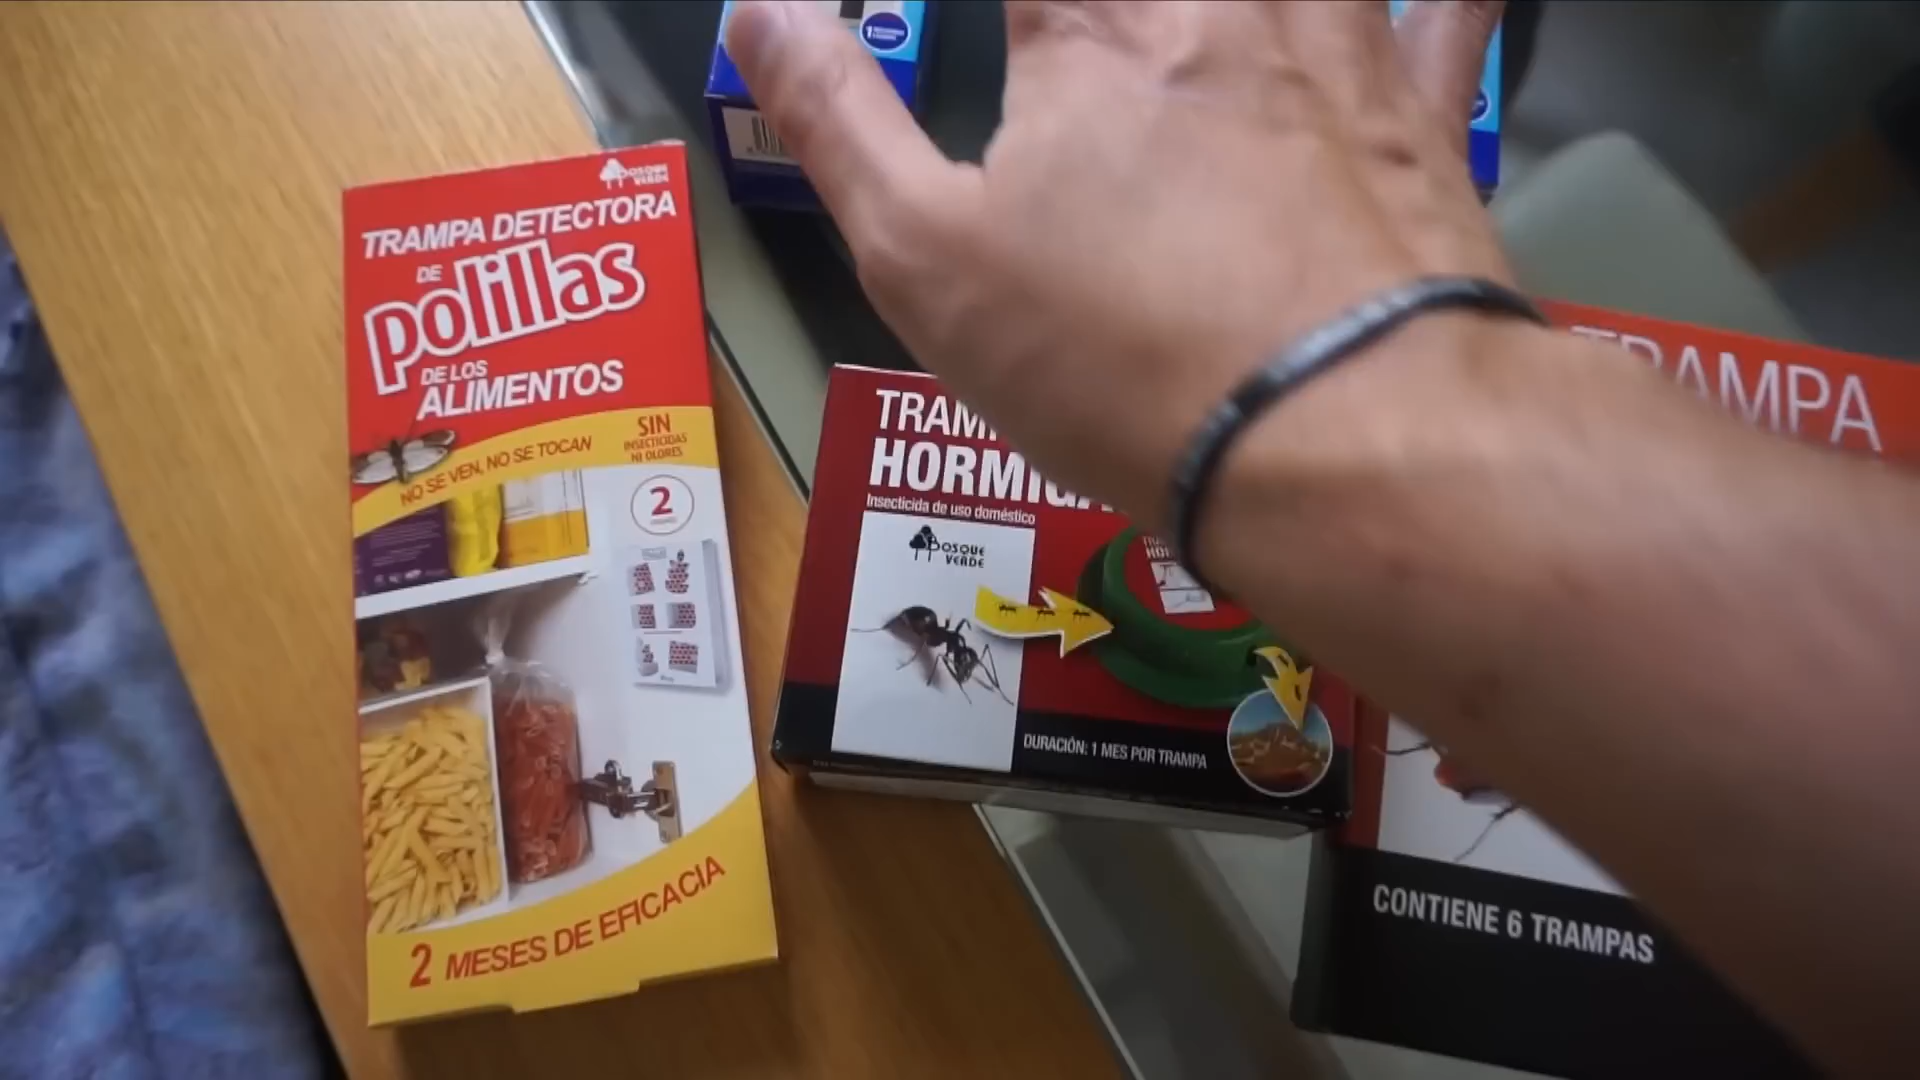 BOSQUE
VERDE
TRAMPA DETECTORA
DE
polillas
DE LOS
ALIMENTOS
NO SE VEN, NO SE TOCAN
SIN
INSECTICIDAS
NI OLORES
2
2 MESES DE EFICACIA
1
HORMIGA
Insecticida de uso doméstico
BOSQUE
VERDE
DURACIÓN: 1 MES POR TRAMPA
TRAMPA
CONTIENE 6 TRAMPAS